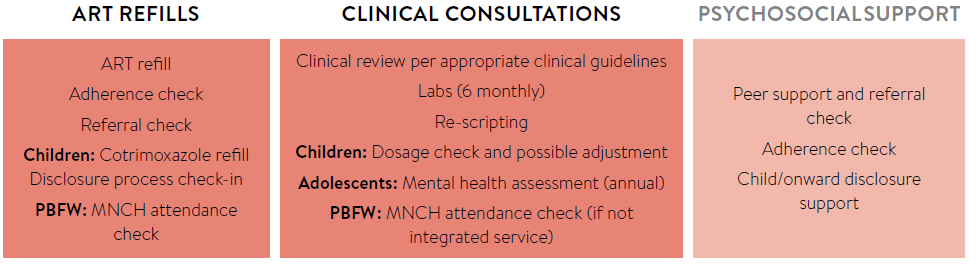 ART REFILLS
ART refill
Adherence check
Referral check
Children: Cotrimoxazole refill
Disclosure process check-in
PBFW: MNCH attendance
check
CLINICAL CONSULTATIONS
Clinical review per appropriate clinical guidelines
Labs (6 monthly)
Re-scripting
Children: Dosage check and possible adjustment
Adolescents: Mental health assessment (annual)
PBFW: MNCH attendance check (if not
integrated service)
PSYCHOSOCIALSUPPORT
Peer support and referral
check
Adherence check
Child/onward disclosure
support